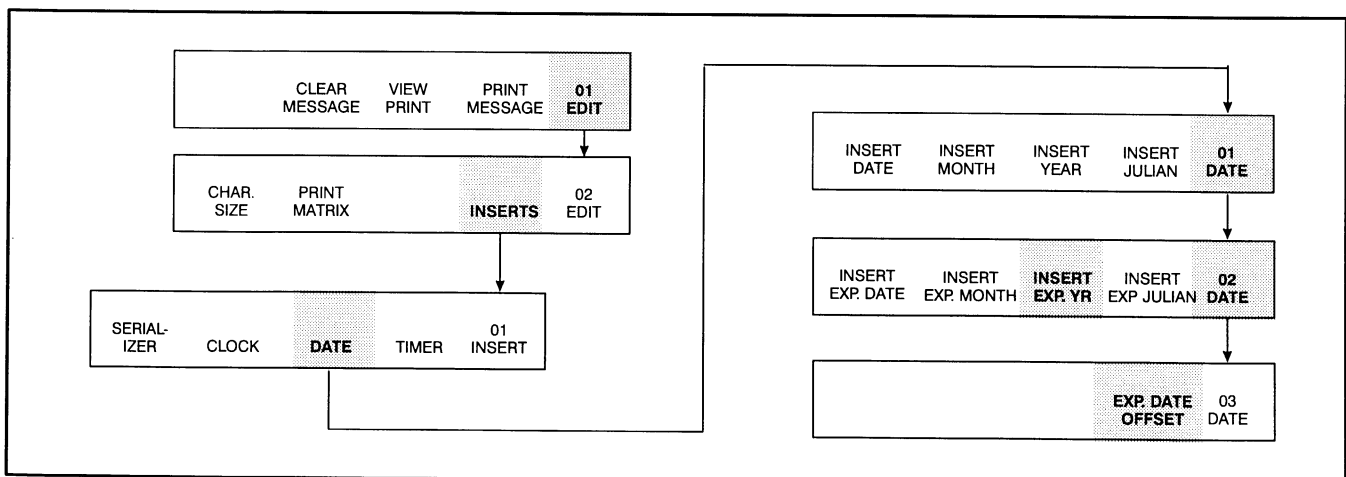 CLEAR MESSAGE
VIEW PRINT
PRINT MESSAGE
01 EDIT
CHAR. SIZE
PRINT MATRIX
INSERTS
02 EDIT
SERIAL-IZER
CLOCK
DATE
TIMER
01 INSERT
INSERT DATE
INSERT MONTH
INSERT YEAR
INSERT JULIAN
01 DATE
INSERT EXP. DATE
INSERT EXP. MONTH
INSERT EXP. YR
INSERT EXP JULIAN
02 DATE
EXP. DATE OFFSET
03 DATE